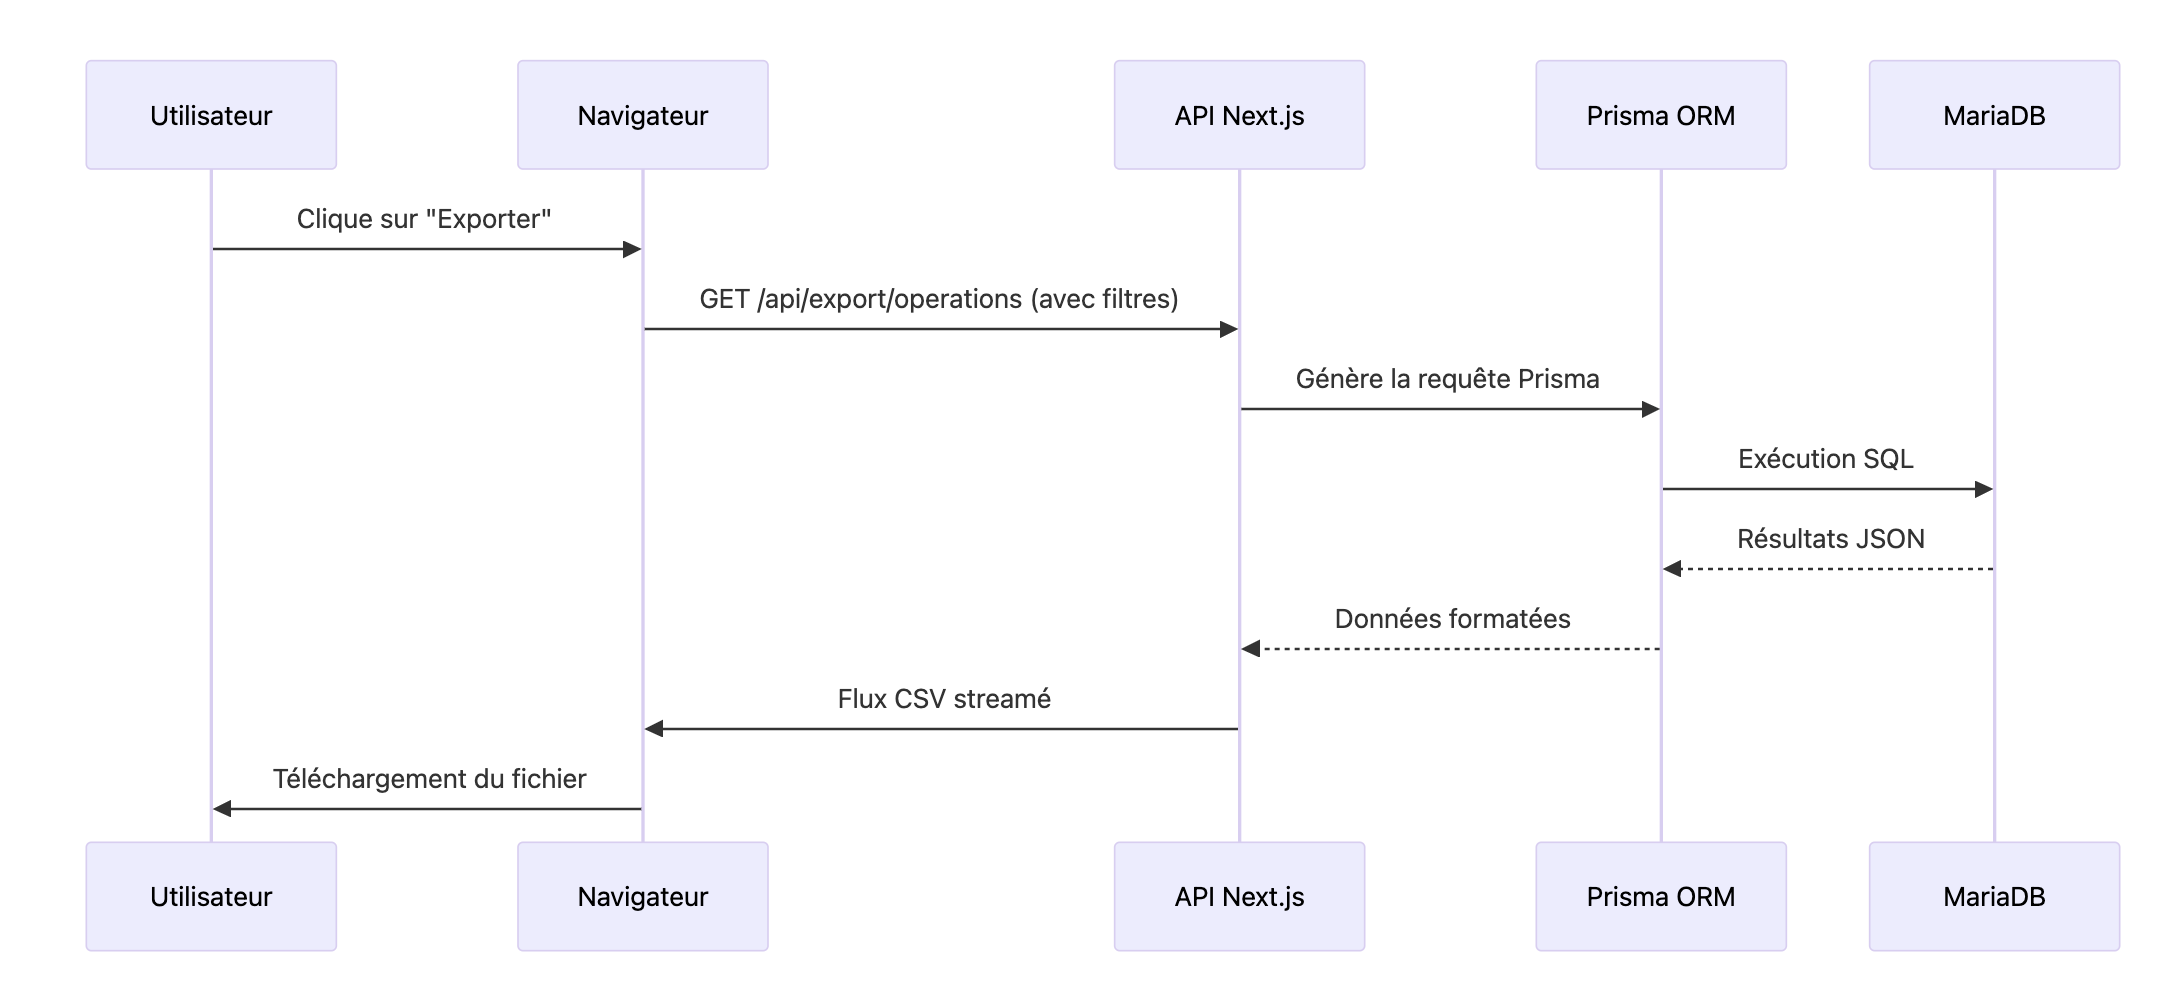 Utilisateur
Navigateur
API Next.js
Prisma ORM
MariaDB
Clique sur "Exporter"
GET /api/export/operations (avec filtres)
Génère la requête Prisma
Exécution SQL
Résultats JSON
Données formatées
Flux CSV streamé
Téléchargement du fichier
Utilisateur
Navigateur
API Next.js
Prisma ORM
MariaDB